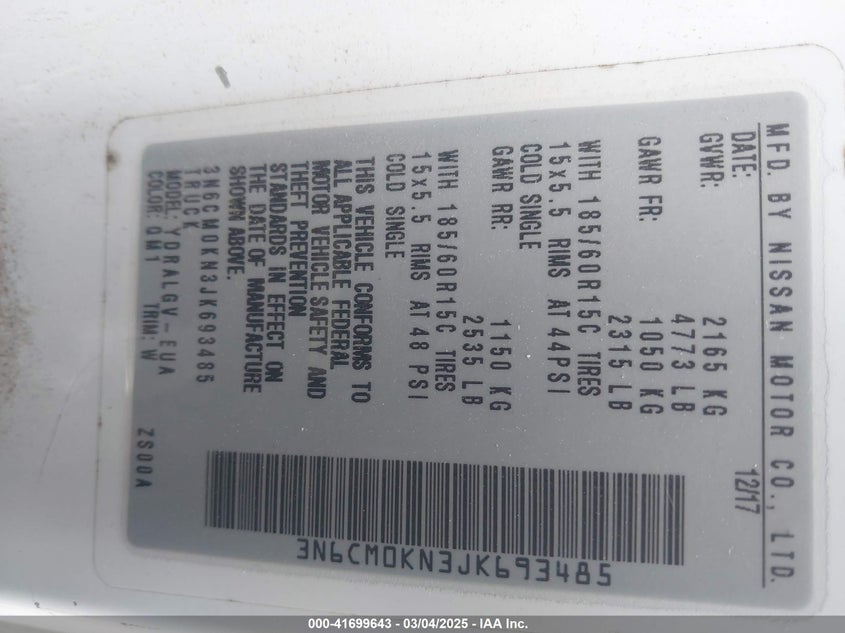 MFD. BY NISSAN MOTOR CO., LTD.
DATE: 12/17
GVWR: 2165 KG
4773 LB
GAWR FR: 1050 KG
2315 LB
WITH 185/60R15C TIRES
15x5.5 RIMS AT 44PSI
COLD SINGLE
GAWR RR: 1150 KG
2535 LB
WITH 185/60R15C TIRES
15x5.5 RIMS AT 48 PSI
COLD SINGLE
THIS VEHICLE CONFORMS TO
ALL APPLICABLE FEDERAL
MOTOR VEHICLE SAFETY AND
THEFT PREVENTION
STANDARDS IN EFFECT ON
THE DATE OF MANUFACTURE
SHOWN ABOVE.
3N6CM0KN3JK693485
TRUCK
MODEL: YDRALGV-EUA
COLOR: QM1 TRIM: W ZS00A
3N6CM0KN3JK693485
000-41699643 - 03/04/2025 - IAA Inc.